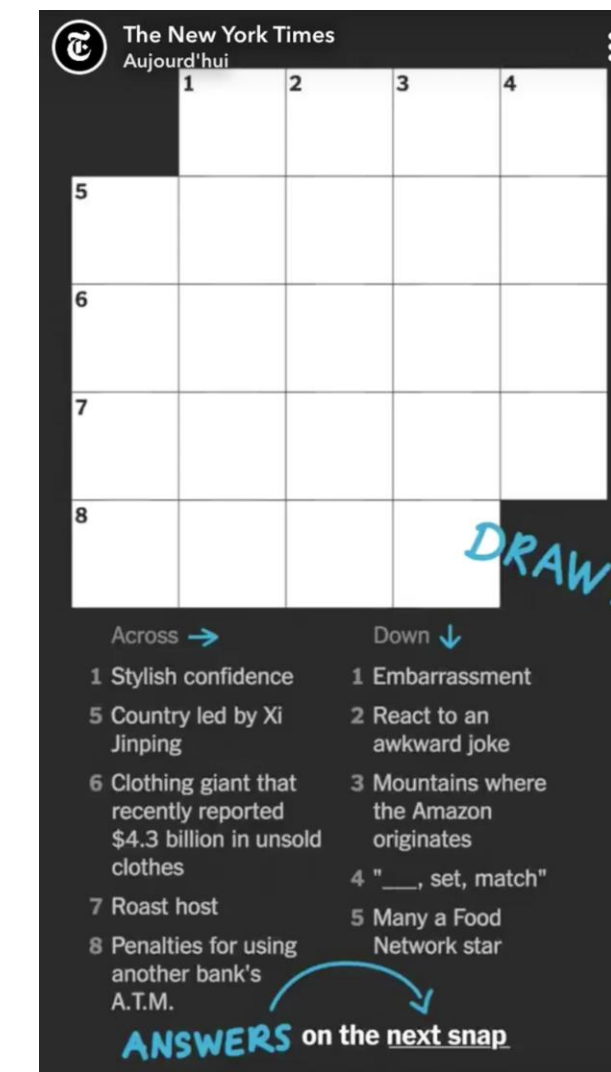 The New York Times
Aujourd'hui
1 2 3 4
5
6
7
8
DRAW
Across →
1 Stylish confidence
5 Country led by Xi
Jinping
6 Clothing giant that
recently reported
$4.3 billion in unsold
clothes
7 Roast host
8 Penalties for using
another bank's
A.T.M.
Down ↓
1 Embarrassment
2 React to an
awkward joke
3 Mountains where
the Amazon
originates
4 "___, set, match"
5 Many a Food
Network star
ANSWERS on the next snap